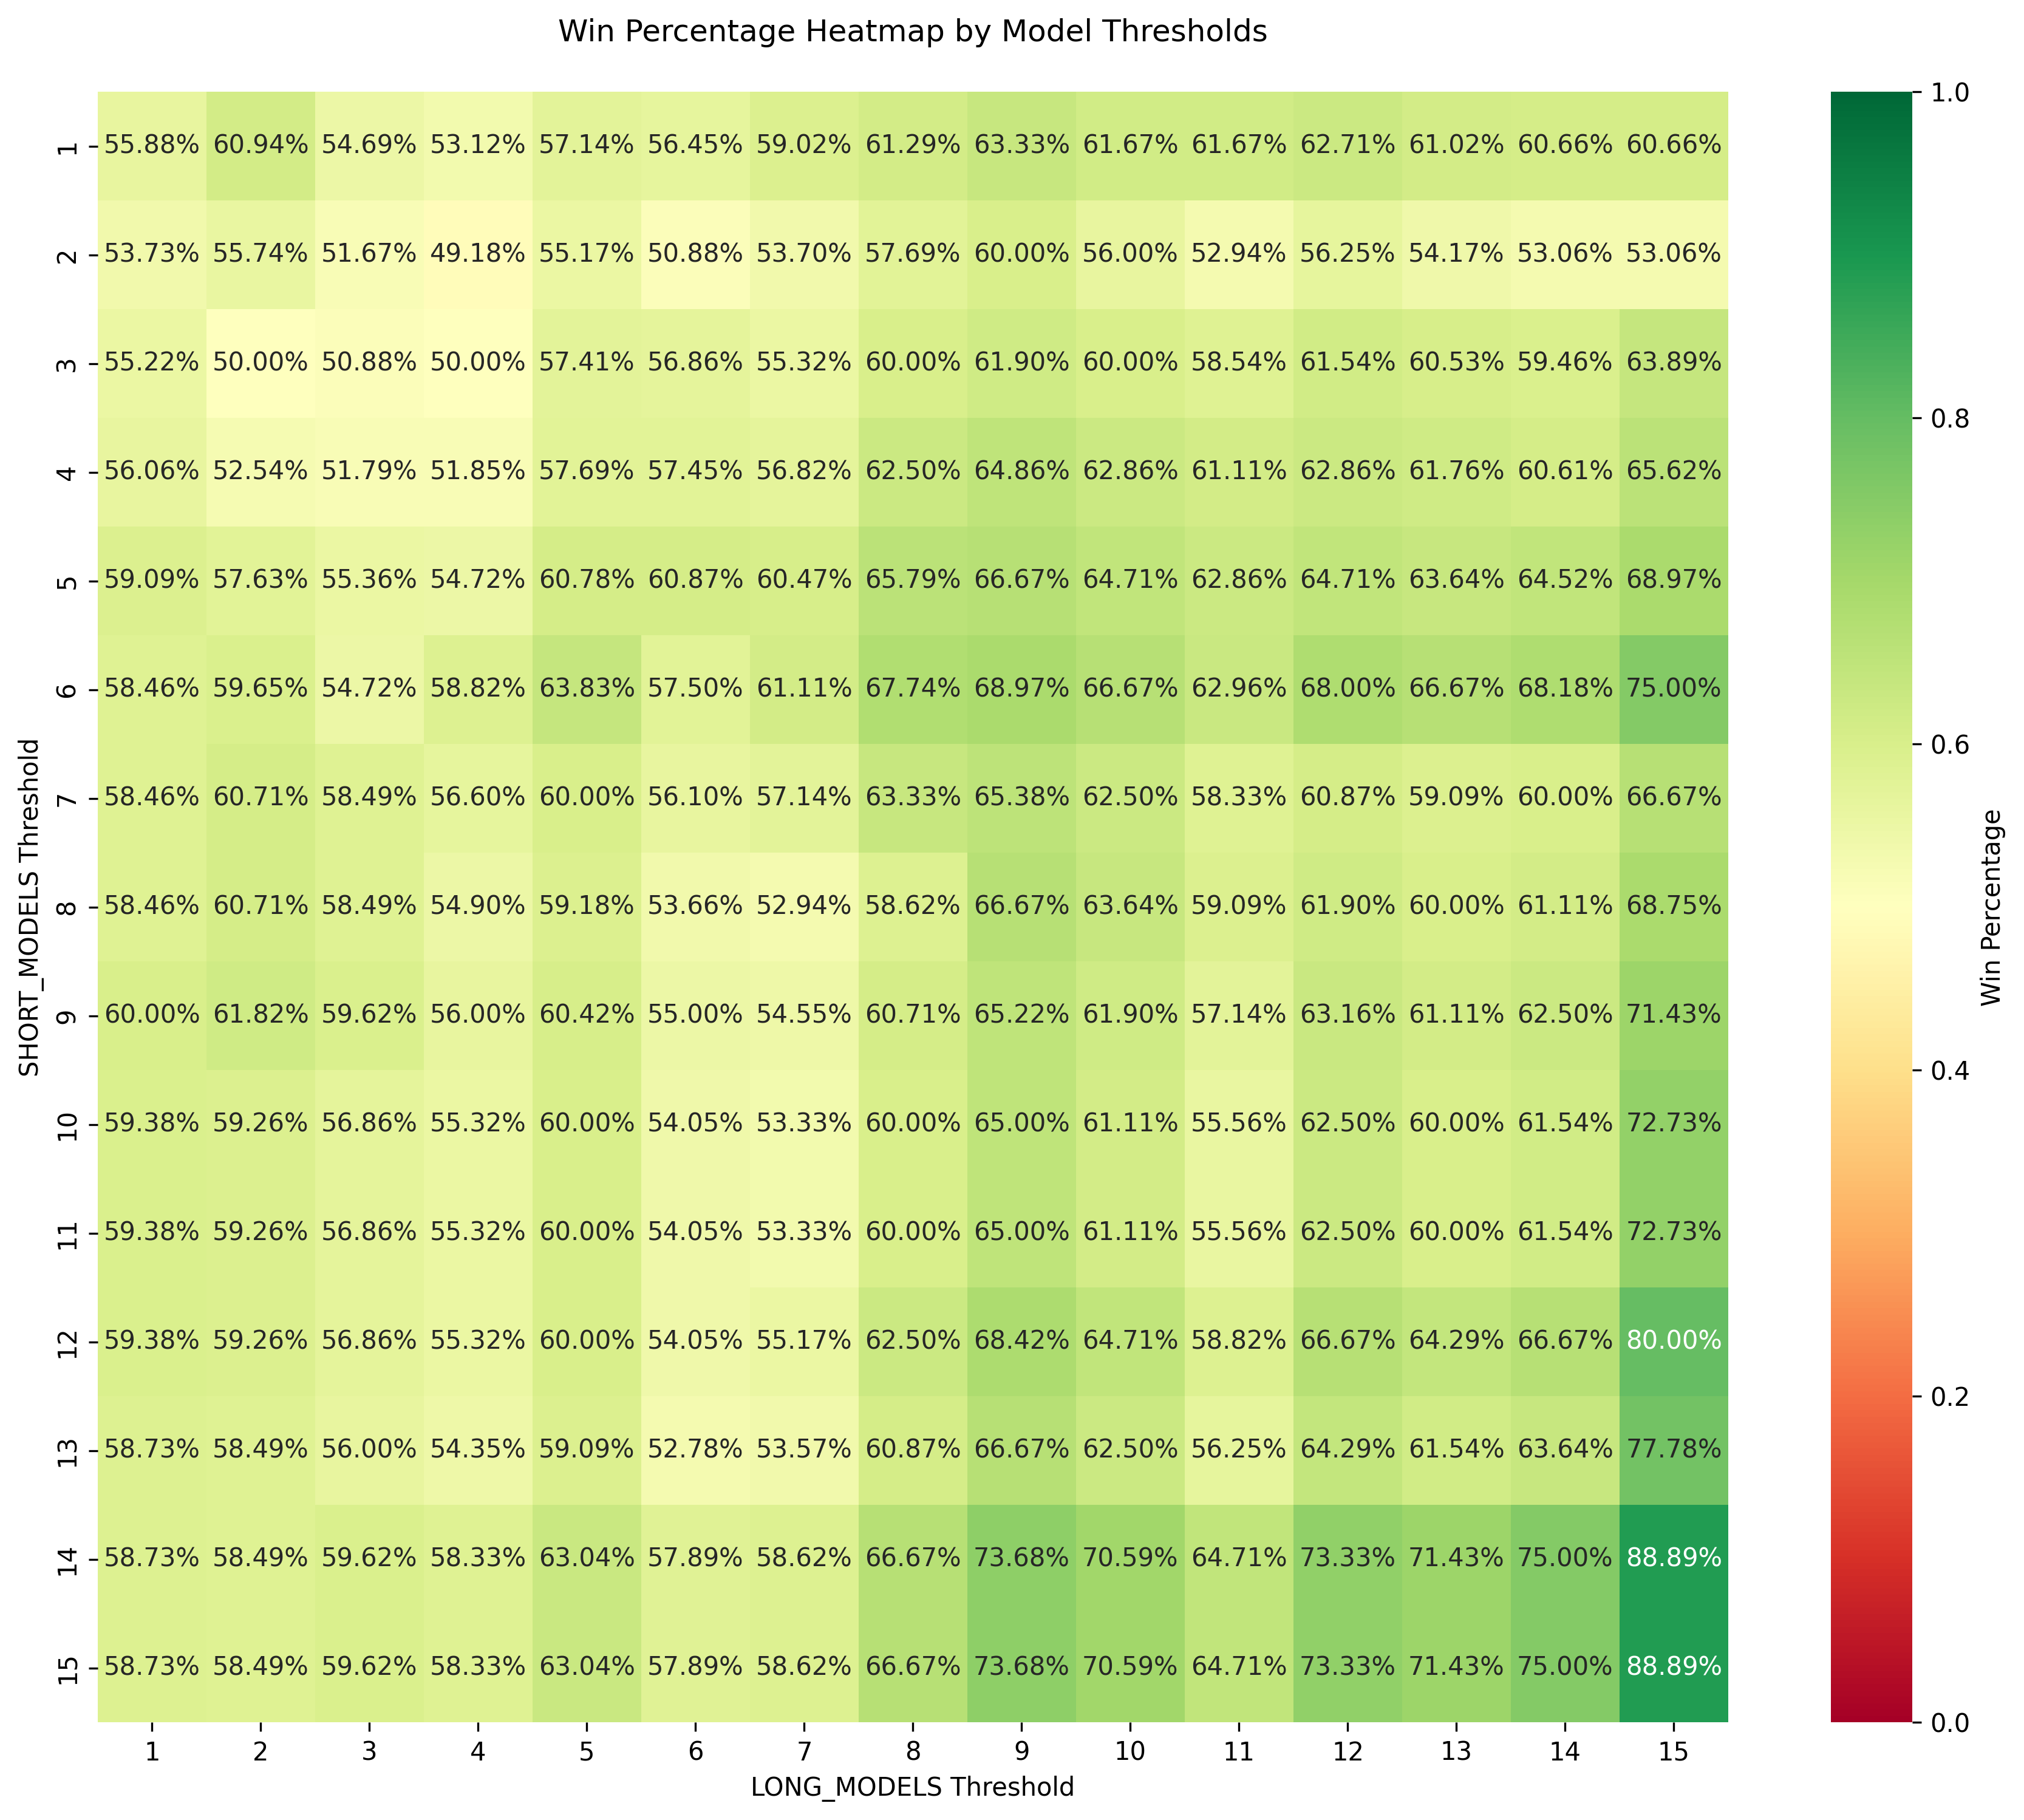 Win Percentage Heatmap by Model Thresholds
55.88% 60.94% 54.69% 53.12% 57.14% 56.45% 59.02% 61.29% 63.33% 61.67% 61.67% 62.71% 61.02% 60.66% 60.66%
53.73% 55.74% 51.67% 49.18% 55.17% 50.88% 53.70% 57.69% 60.00% 56.00% 52.94% 56.25% 54.17% 53.06% 53.06%
55.22% 50.00% 50.88% 50.00% 57.41% 56.86% 55.32% 60.00% 61.90% 60.00% 58.54% 61.54% 60.53% 59.46% 63.89%
56.06% 52.54% 51.79% 51.85% 57.69% 57.45% 56.82% 62.50% 64.86% 62.86% 61.11% 62.86% 61.76% 60.61% 65.62%
59.09% 57.63% 55.36% 54.72% 60.78% 60.87% 60.47% 65.79% 66.67% 64.71% 62.86% 64.71% 63.64% 64.52% 68.97%
58.46% 59.65% 54.72% 58.82% 63.83% 57.50% 61.11% 67.74% 68.97% 66.67% 62.96% 68.00% 66.67% 68.18% 75.00%
58.46% 60.71% 58.49% 56.60% 60.00% 56.10% 57.14% 63.33% 65.38% 62.50% 58.33% 60.87% 59.09% 60.00% 66.67%
58.46% 60.71% 58.49% 54.90% 59.18% 53.66% 52.94% 58.62% 66.67% 63.64% 59.09% 61.90% 60.00% 61.11% 68.75%
60.00% 61.82% 59.62% 56.00% 60.42% 55.00% 54.55% 60.71% 65.22% 61.90% 57.14% 63.16% 61.11% 62.50% 71.43%
59.38% 59.26% 56.86% 55.32% 60.00% 54.05% 53.33% 60.00% 65.00% 61.11% 55.56% 62.50% 60.00% 61.54% 72.73%
59.38% 59.26% 56.86% 55.32% 60.00% 54.05% 53.33% 60.00% 65.00% 61.11% 55.56% 62.50% 60.00% 61.54% 72.73%
59.38% 59.26% 56.86% 55.32% 60.00% 54.05% 55.17% 62.50% 68.42% 64.71% 58.82% 66.67% 64.29% 66.67% 80.00%
58.73% 58.49% 56.00% 54.35% 59.09% 52.78% 53.57% 60.87% 66.67% 62.50% 56.25% 64.29% 61.54% 63.64% 77.78%
58.73% 58.49% 59.62% 58.33% 63.04% 57.89% 58.62% 66.67% 73.68% 70.59% 64.71% 73.33% 71.43% 75.00% 88.89%
58.73% 58.49% 59.62% 58.33% 63.04% 57.89% 58.62% 66.67% 73.68% 70.59% 64.71% 73.33% 71.43% 75.00% 88.89%
1
2
3
4
5
6
7
8
9
10
11
12
13
14
15
SHORT_MODELS Threshold
1 2 3 4 5 6 7 8 9 10 11 12 13 14 15
LONG_MODELS Threshold
1.0
0.8
0.6
0.4
0.2
0.0
Win Percentage